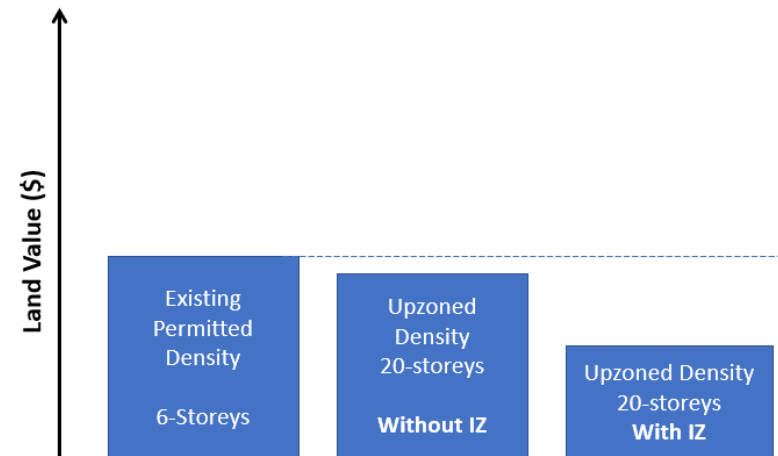 Land Value ($)
Existing
Permitted
Density
6-Storeys
Upzoned
Density
20-storeys
Without IZ
Upzoned Density
20-storeys
With IZ